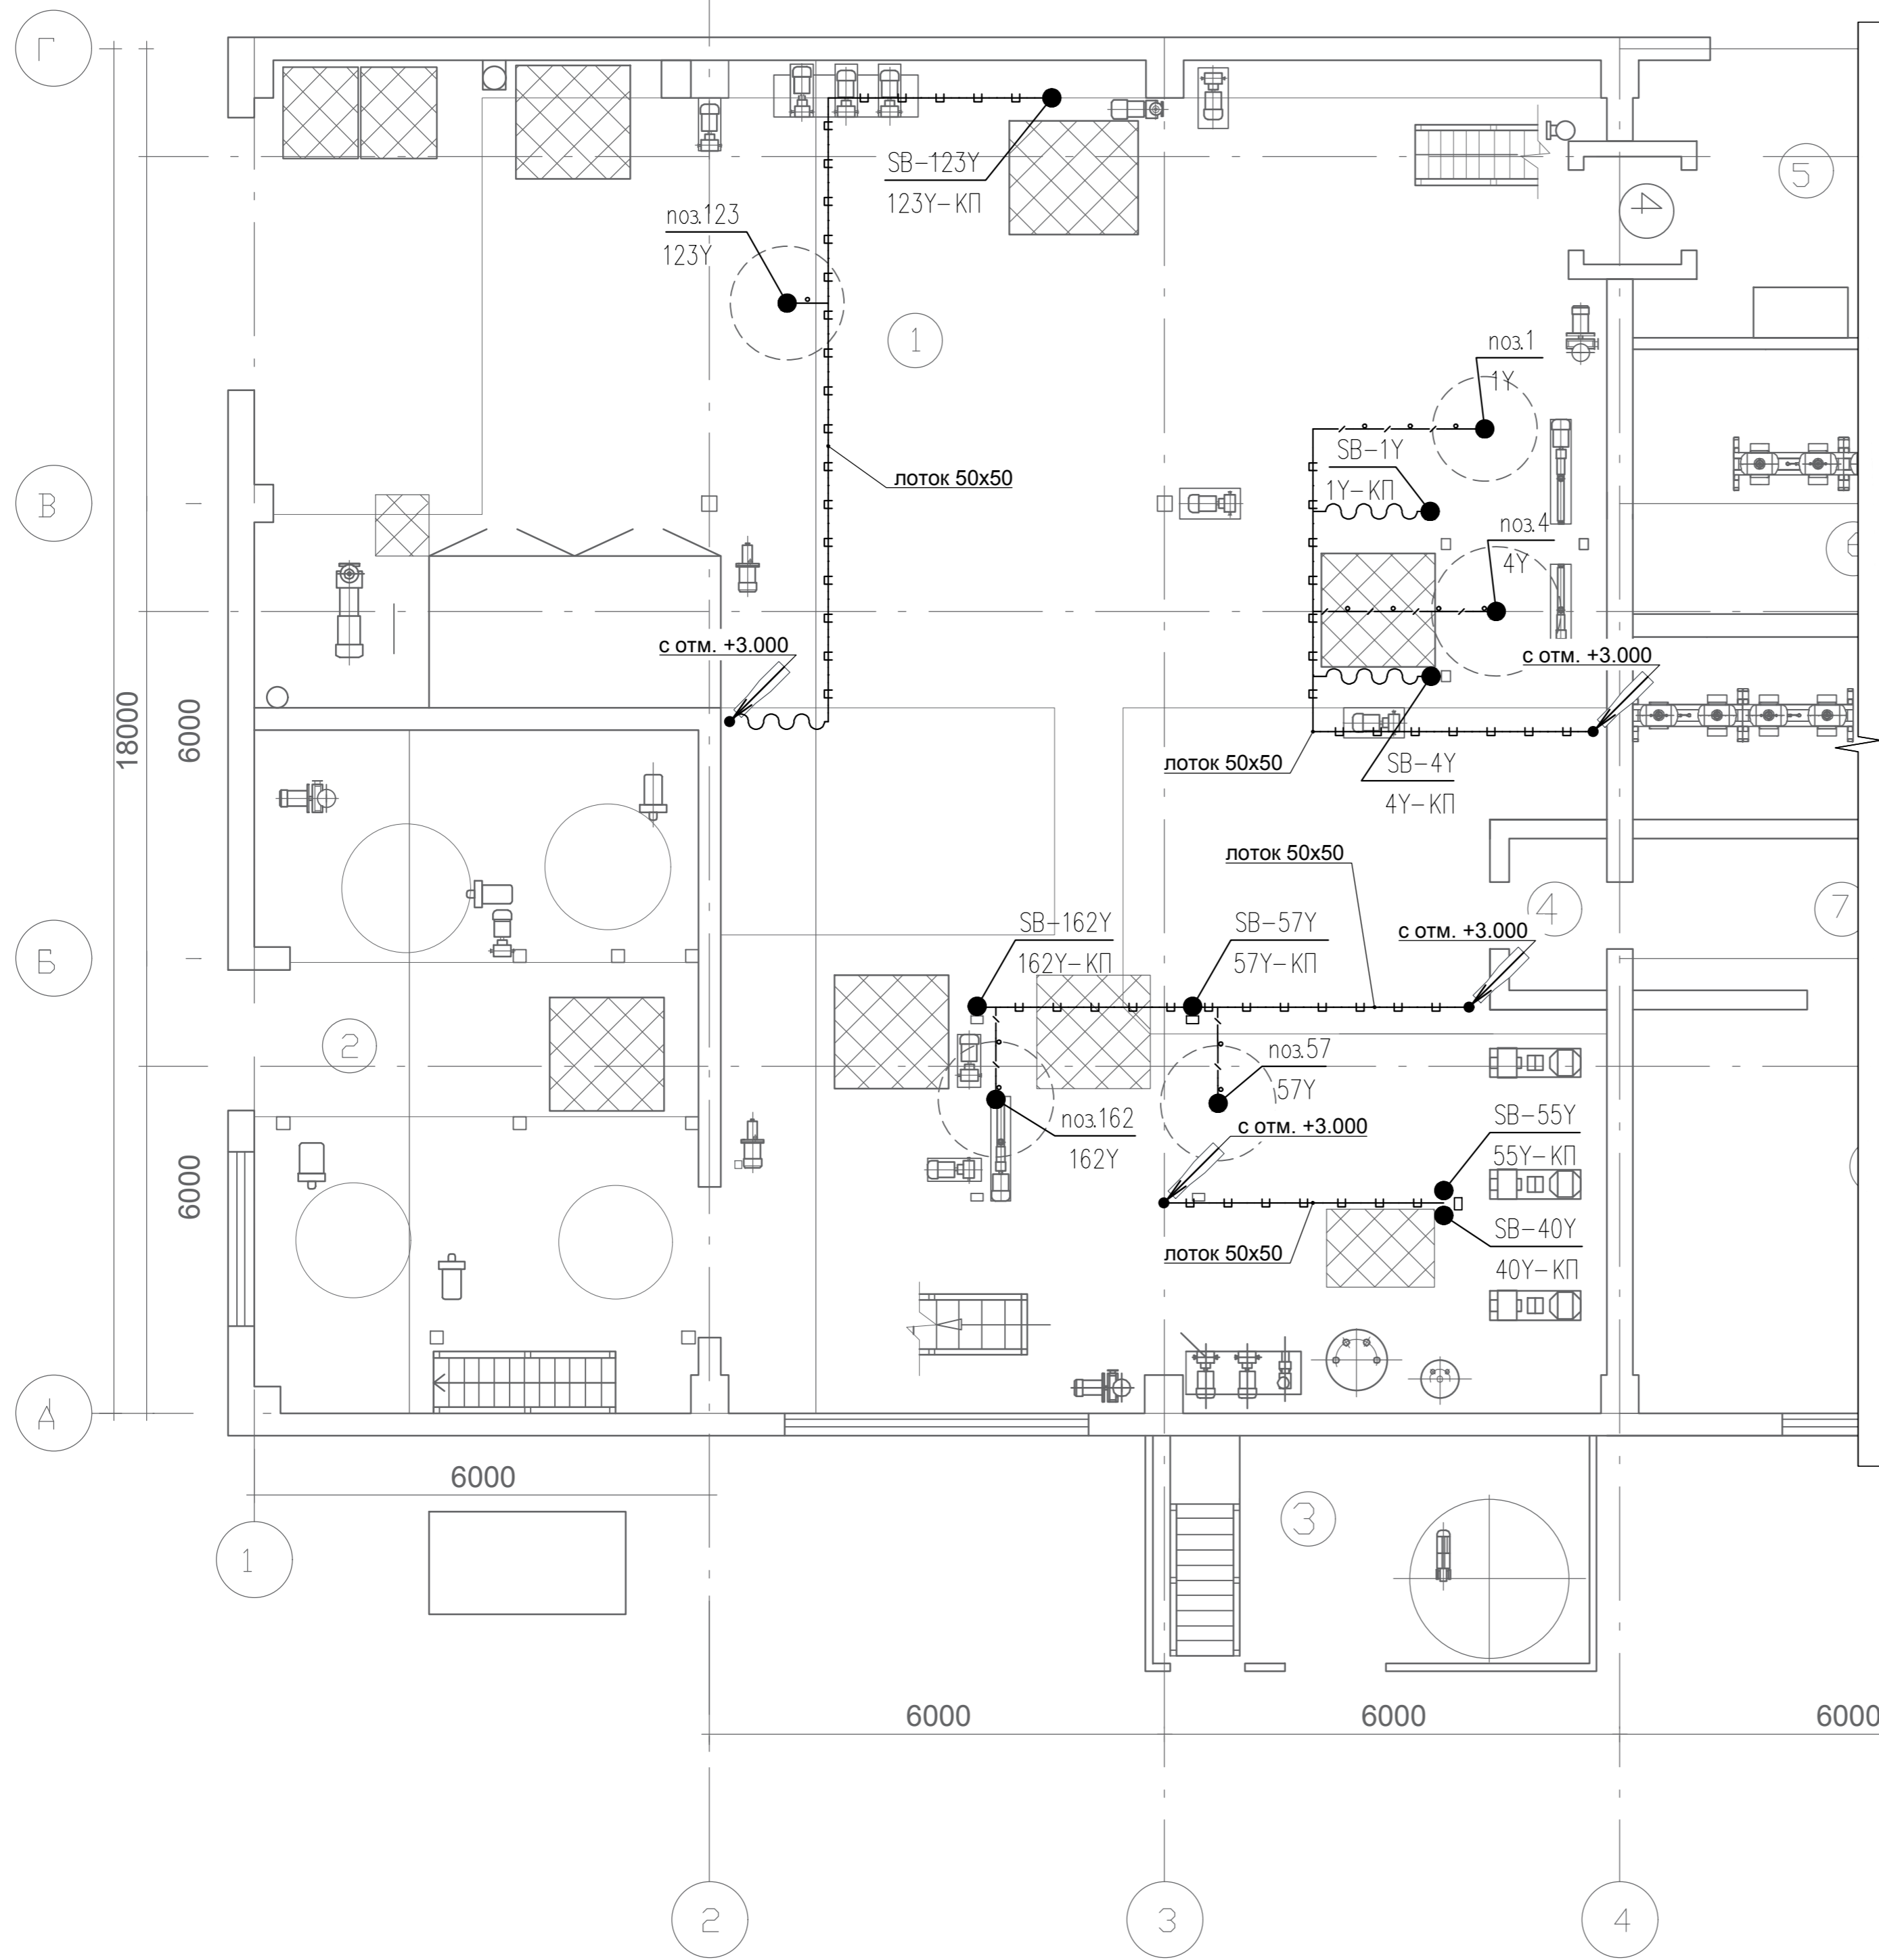 Г
5
SB-123Y
123Y-КП
4
поз.123
123Y
1
поз.1
1Y
SB-1Y
1Y-КП
лоток 50х50
В
поз.4
4Y
с отм. +3.000
с отм. +3.000
18000
6000
лоток 50х50
SB-4Y
4Y-КП
лоток 50х50
4
7
SB-162Y
162Y-КП
SB-57Y
57Y-КП
с отм. +3.000
Б
2
поз.57
57Y
поз.162
162Y
с отм. +3.000
SB-55Y
55Y-КП
6000
SB-40Y
40Y-КП
лоток 50х50
А
6000
3
1
6000
6000
6000
2
3
4